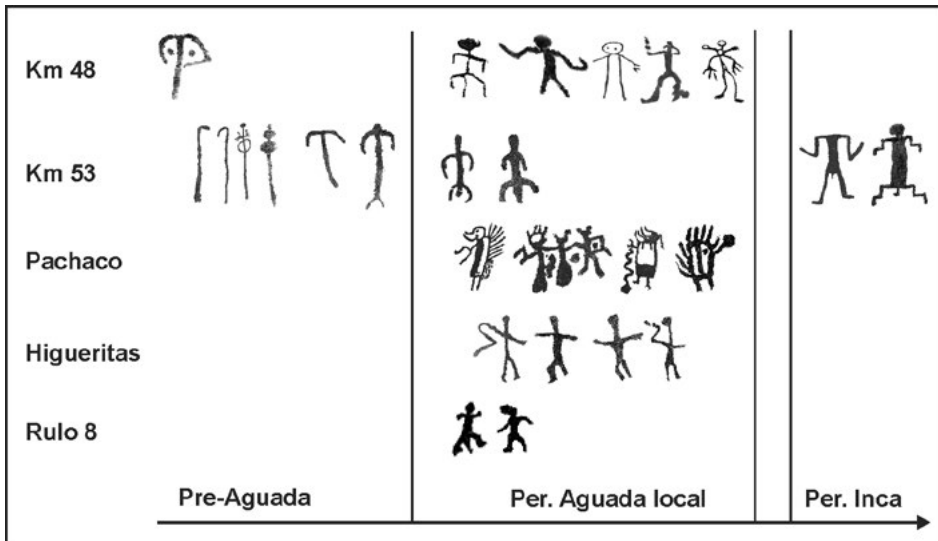 Km 48
Km 53
Pachaco
Higueritas
Rulo 8
Pre-Aguada Per. Aguada local Per. Inca